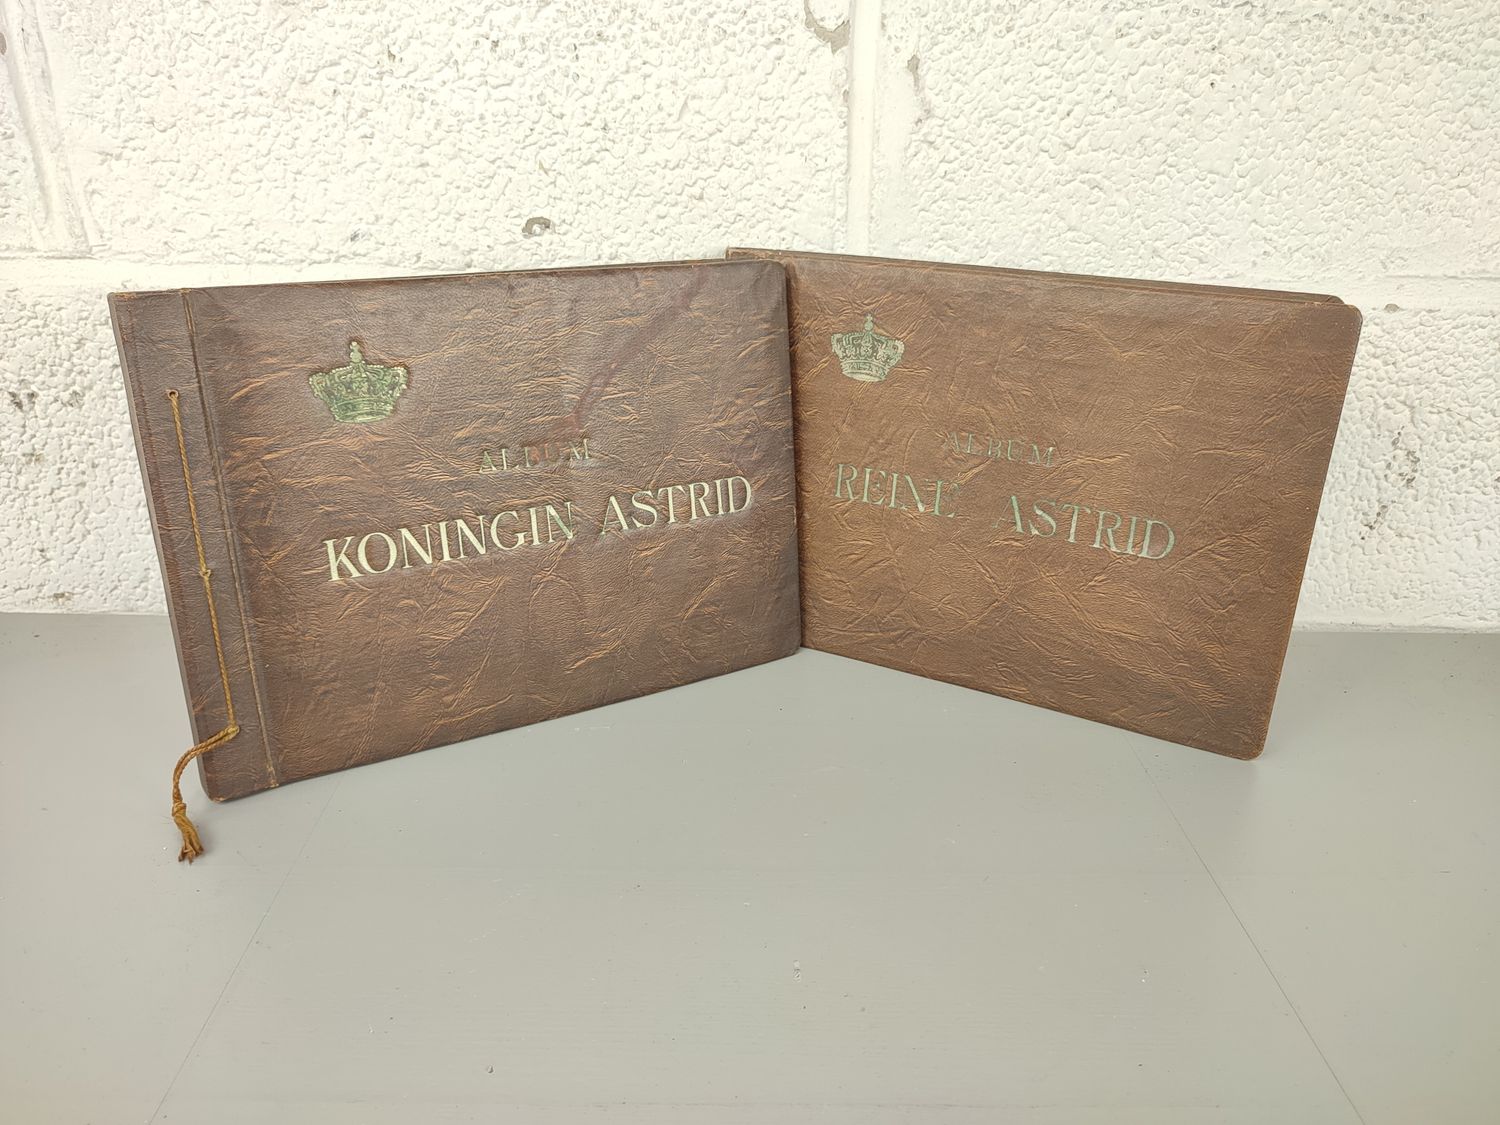 ALBUM
KONINGIN ASTRID
ALBUM
REINE ASTRID